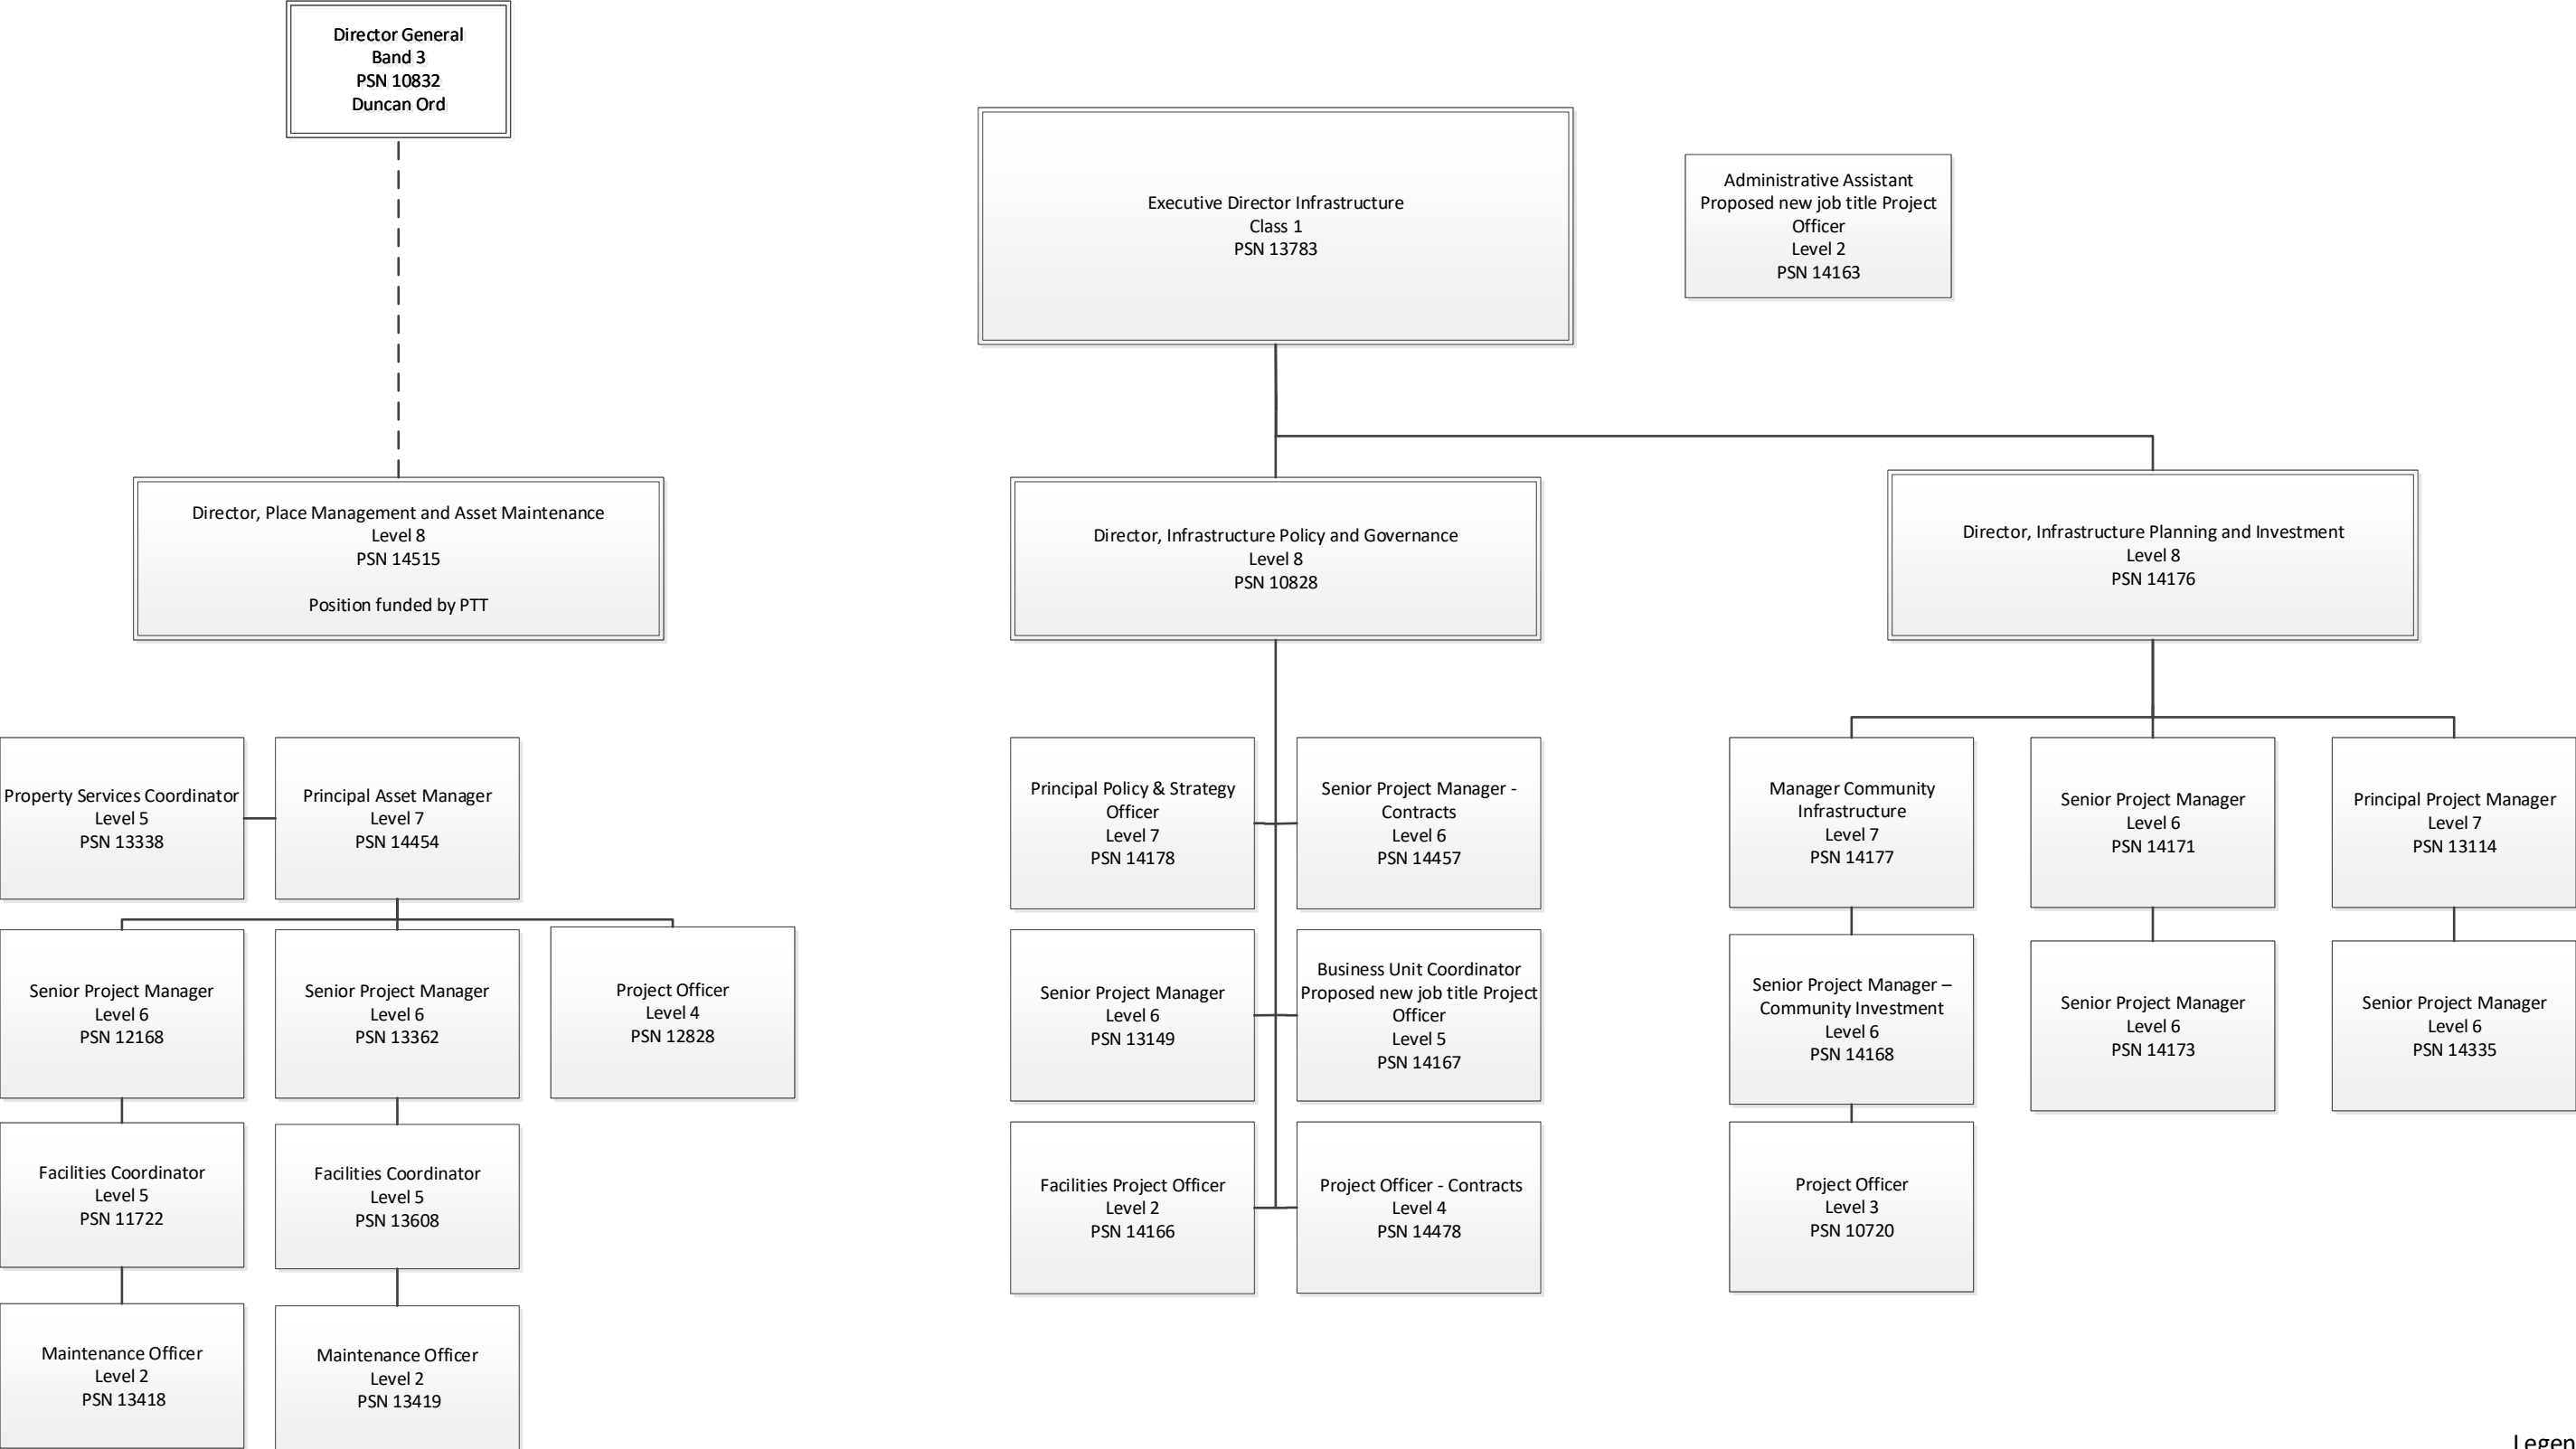 Director General
Band 3
PSN 10832
Duncan Ord
Executive Director Infrastructure
Class 1
PSN 13783
Administrative Assistant
Proposed new job title Project
Officer
Level 2
PSN 14163
Director, Place Management and Asset Maintenance
Level 8
PSN 14515
Position funded by PTT
Director, Infrastructure Policy and Governance
Level 8
PSN 10828
Director, Infrastructure Planning and Investment
Level 8
PSN 14176
Property Services Coordinator
Level 5
PSN 13338
Principal Asset Manager
Level 7
PSN 14454
Principal Policy & Strategy
Officer
Level 7
PSN 14178
Senior Project Manager -
Contracts
Level 6
PSN 14457
Manager Community
Infrastructure
Level 7
PSN 14177
Senior Project Manager
Level 6
PSN 14171
Principal Project Manager
Level 7
PSN 13114
Senior Project Manager
Level 6
PSN 12168
Senior Project Manager
Level 6
PSN 13362
Project Officer
Level 4
PSN 12828
Senior Project Manager
Level 6
PSN 13149
Business Unit Coordinator
Proposed new job title Project
Officer
Level 5
PSN 14167
Senior Project Manager –
Community Investment
Level 6
PSN 14168
Senior Project Manager
Level 6
PSN 14173
Senior Project Manager
Level 6
PSN 14335
Facilities Coordinator
Level 5
PSN 11722
Facilities Coordinator
Level 5
PSN 13608
Facilities Project Officer
Level 2
PSN 14166
Project Officer - Contracts
Level 4
PSN 14478
Project Officer
Level 3
PSN 10720
Maintenance Officer
Level 2
PSN 13418
Maintenance Officer
Level 2
PSN 13419